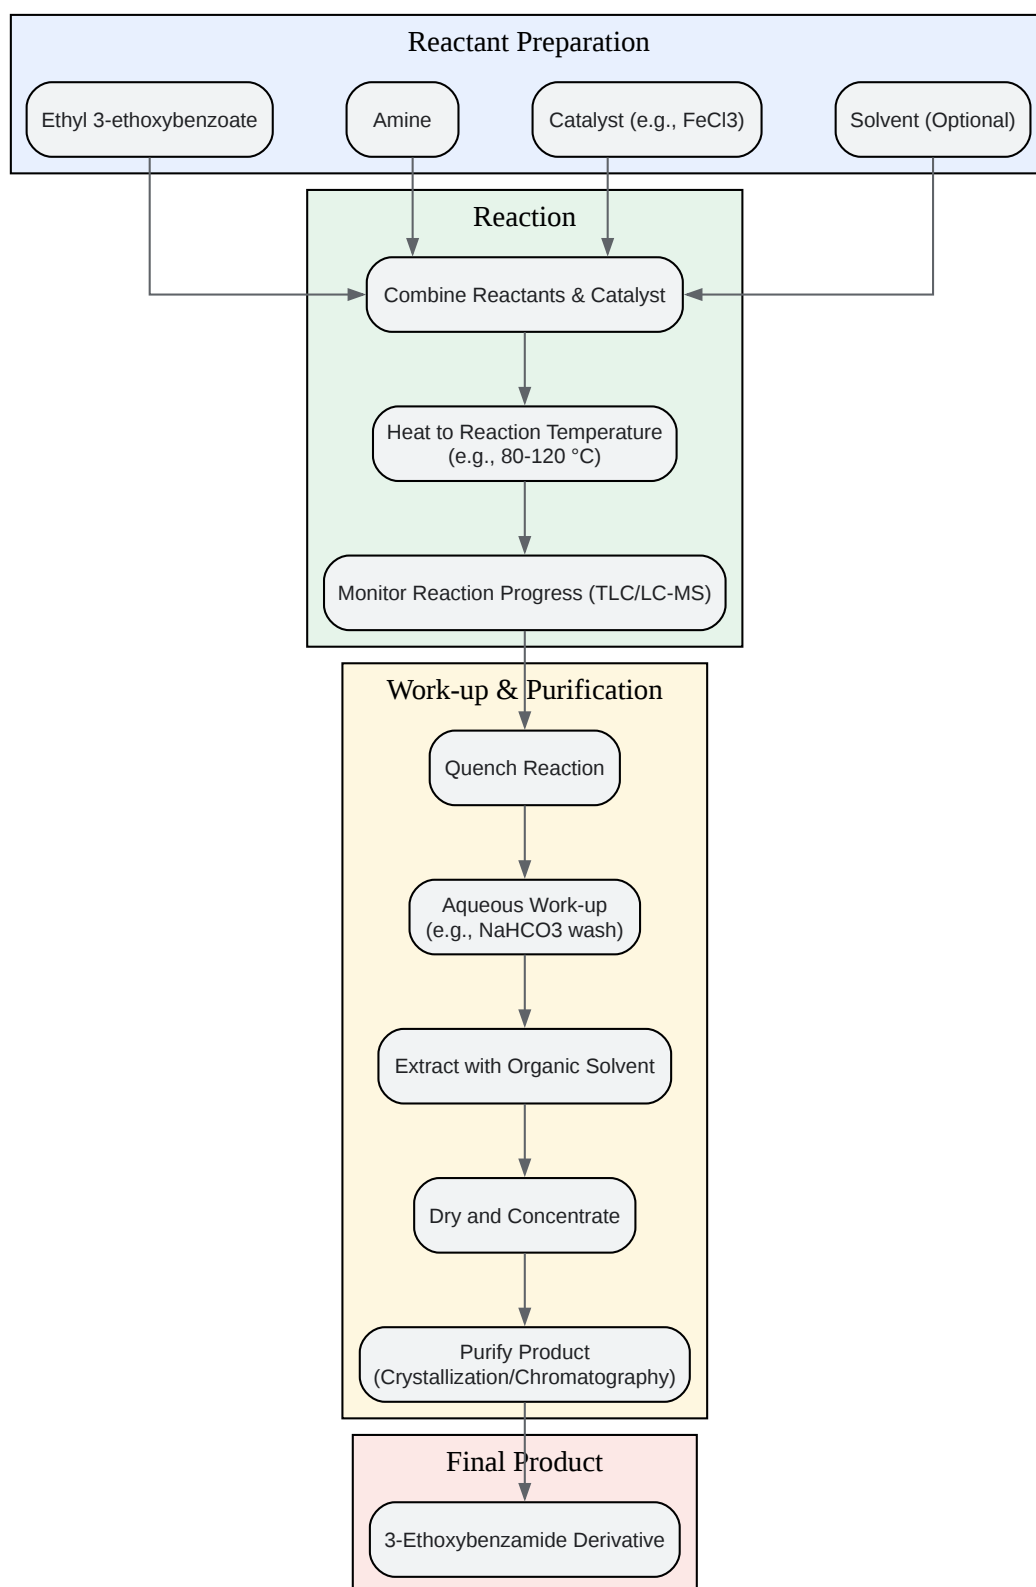 Reactant Preparation
Ethyl 3-ethoxybenzoate
Amine
Catalyst (e.g., FeCl3)
Solvent (Optional)
Reaction
Combine Reactants & Catalyst
Heat to Reaction Temperature
(e.g., 80-120 °C)
Monitor Reaction Progress (TLC/LC-MS)
Work-up & Purification
Quench Reaction
Aqueous Work-up
(e.g., NaHCO3 wash)
Extract with Organic Solvent
Dry and Concentrate
Purify Product
(Crystallization/Chromatography)
Final Product
3-Ethoxybenzamide Derivative